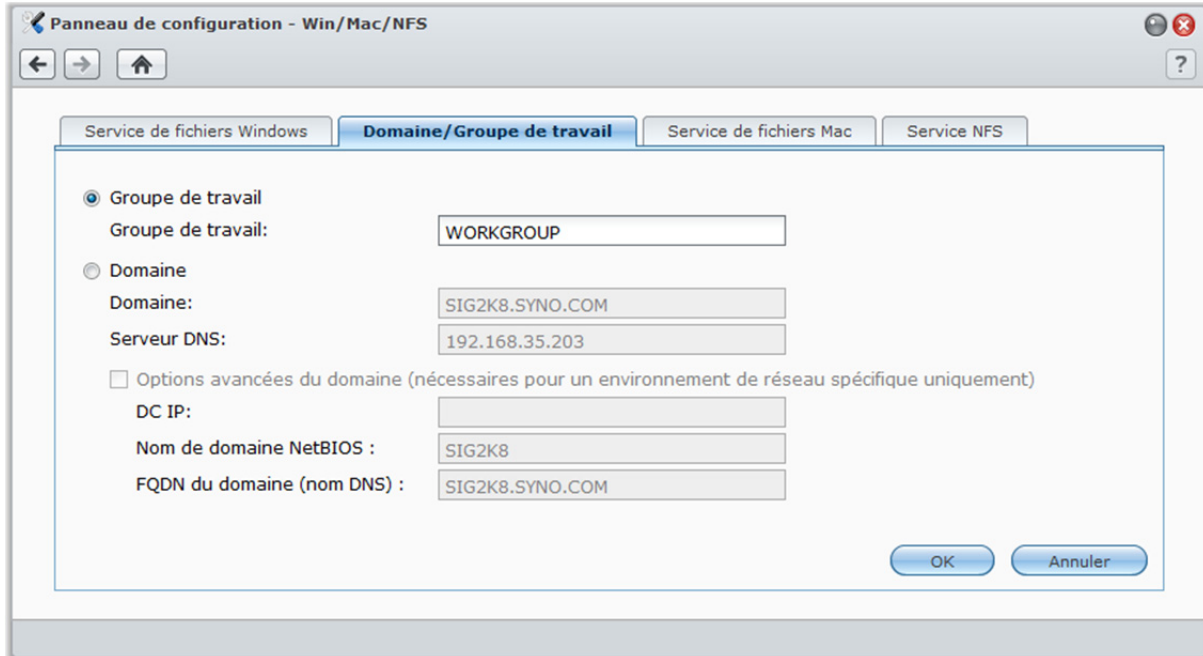 Panneau de configuration - Win/Mac/NFS
?
Service de fichiers Windows Domaine/Groupe de travail Service de fichiers Mac Service NFS
Groupe de travail
Groupe de travail: WORKGROUP
Domaine
Domaine: SIG2K8.SYNO.COM
Serveur DNS: 192.168.35.203
Options avancées du domaine (nécessaires pour un environnement de réseau spécifique uniquement)
DC IP:
Nom de domaine NetBIOS : SIG2K8
FQDN du domaine (nom DNS) : SIG2K8.SYNO.COM
OK Annuler